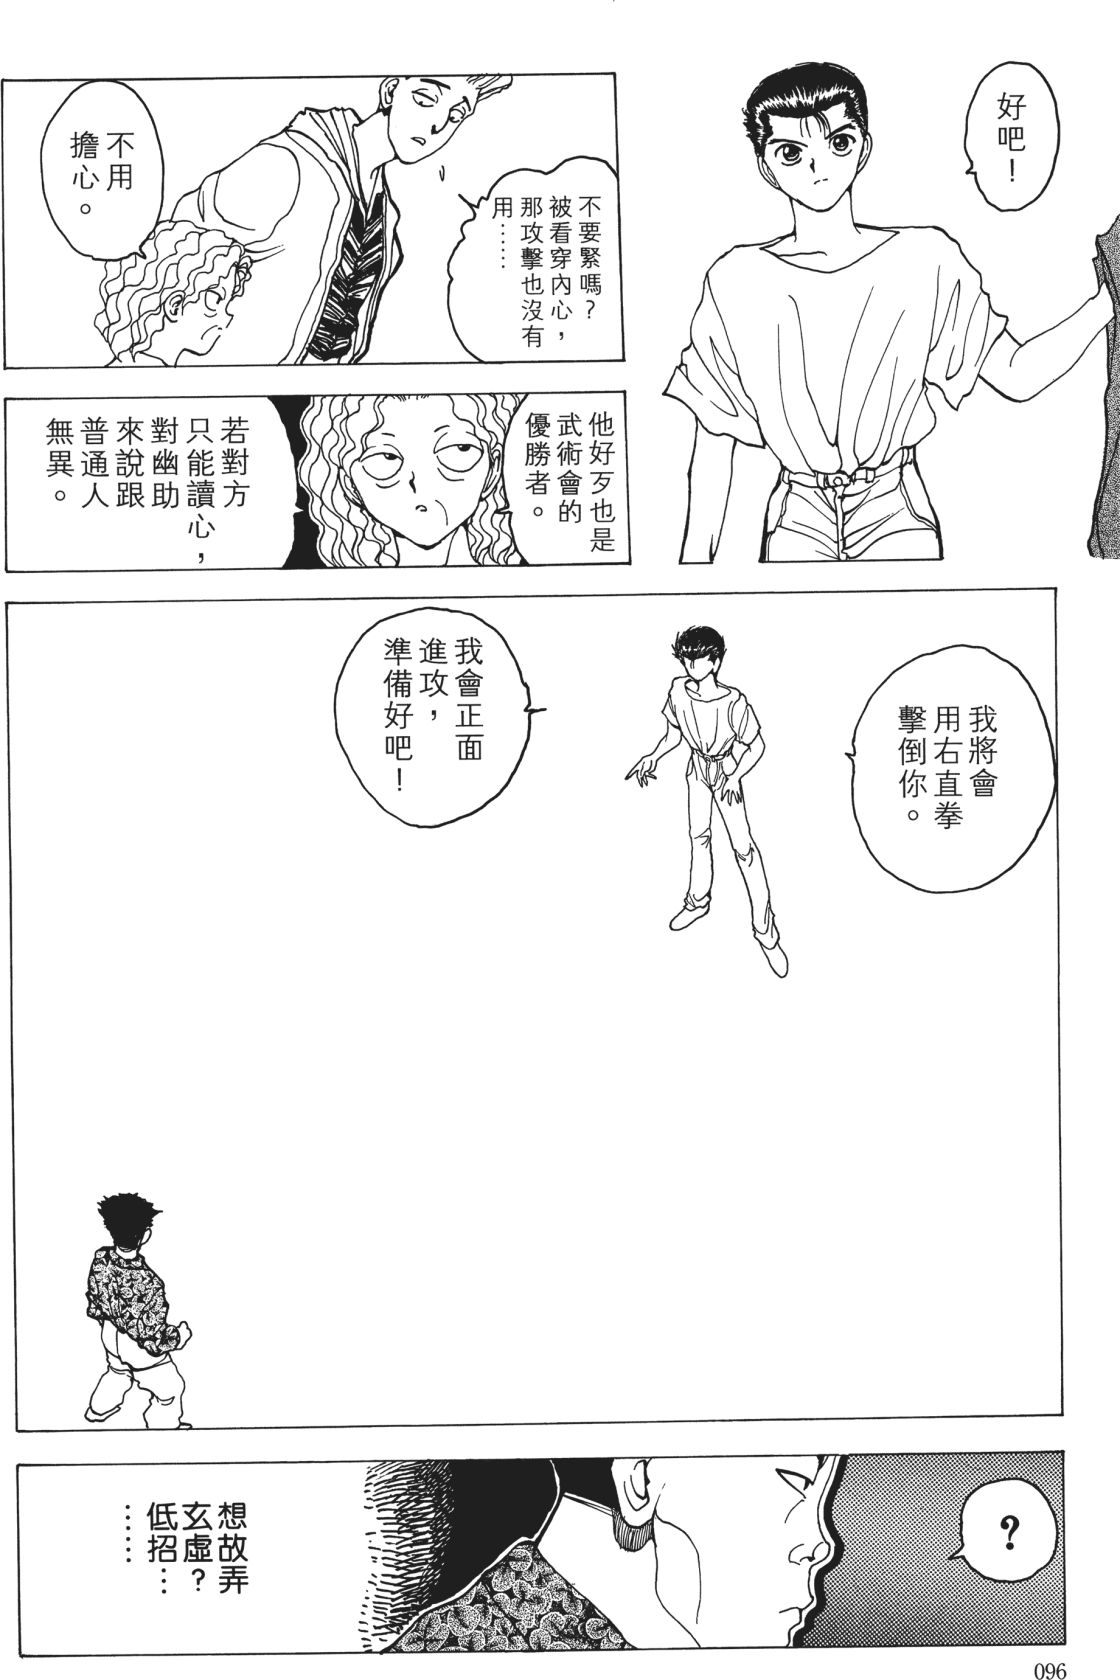 好吧！
不要緊嗎？
被看穿內心，
那攻擊也沒有
用……
不用
擔心。
他好歹也是
武術會的
優勝者。
若對方
只能讀心，
對幽助
來說跟
普通人
無異。
我將會
用右直拳
擊倒你。
我會正面
進攻，
準備好吧！
？
想故弄
玄虛？
低招…
……
096